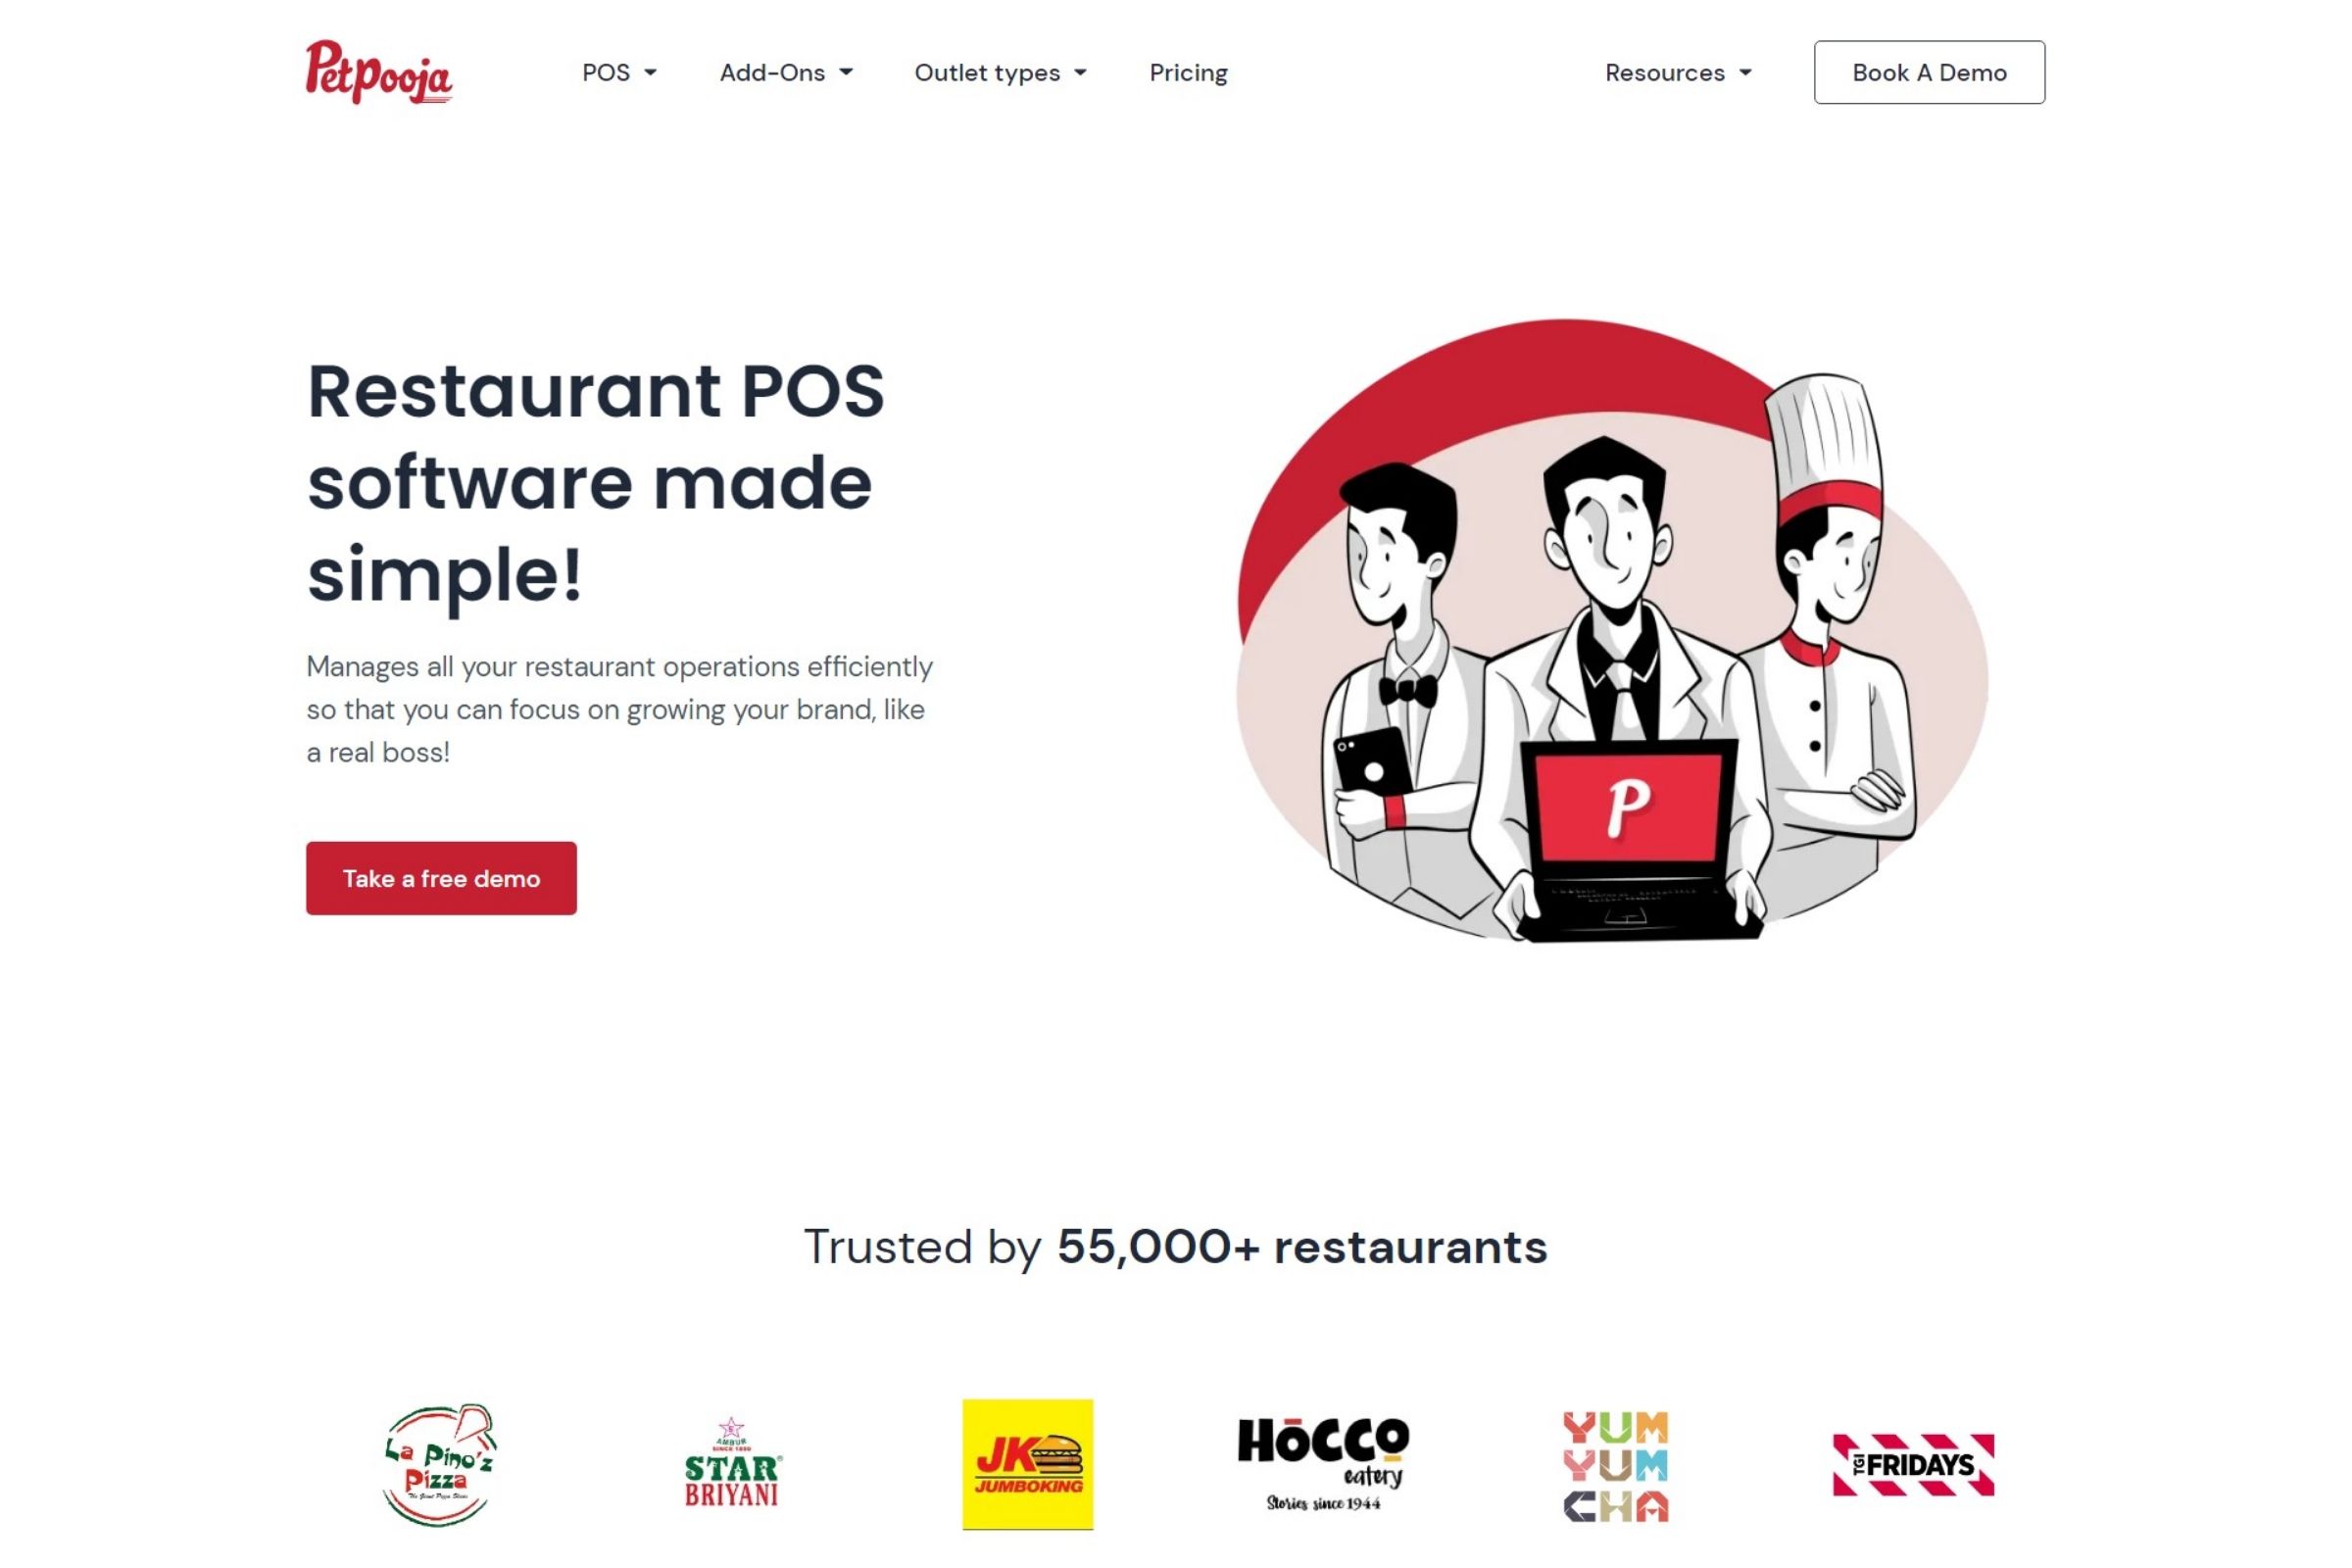 Petpooja
POS
Add-Ons
Outlet types
Pricing
Resources
Book A Demo
Restaurant POS
software made
simple!
Manages all your restaurant operations efficiently
so that you can focus on growing your brand, like
a real boss!
Take a free demo
P
Trusted by 55,000+ restaurants
La Pino'z
Pizza
AMBUR
SINCE 1890
STAR®
BRIYANI
JK
JUMBOKING
HōCCO
eatery
Stories since 1944
YUM
YUM
CHA
TGI FRIDAYS